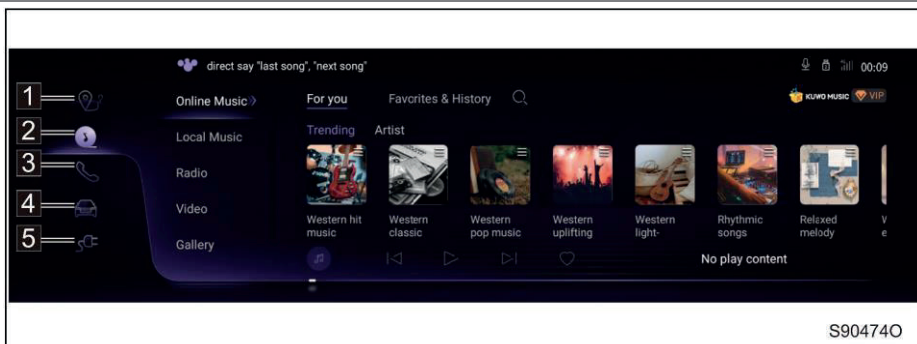 direct say "last song", "next song"
00:09
1
Online Music
For you
Favorites & History
KUWO MUSIC
VIP
2
Local Music
Trending
Artist
3
Radio
4
Video
5
Gallery
Western hit
music
Western
classic
Western
pop music
Western
uplifting
Western
light-
Rhythmic
songs
Relaxed
melody
No play content
S90474O